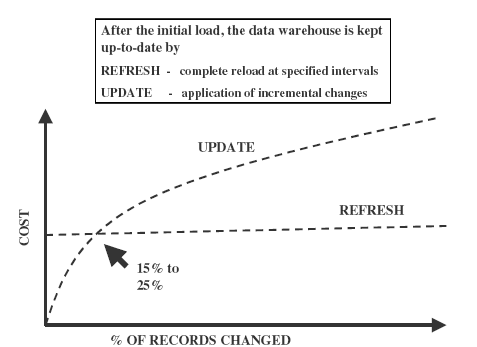 After the initial load, the data warehouse is kept
up-to-date by
REFRESH - complete reload at specified intervals
UPDATE - application of incremental changes
UPDATE
REFRESH
COST
15% to
25%
% OF RECORDS CHANGED